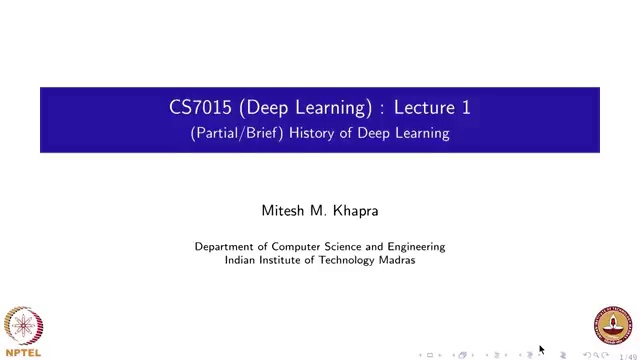 CS7015 (Deep Learning) : Lecture 1
(Partial/Brief) History of Deep Learning
Mitesh M. Khapra
Department of Computer Science and Engineering
Indian Institute of Technology Madras
NPTEL
1/49